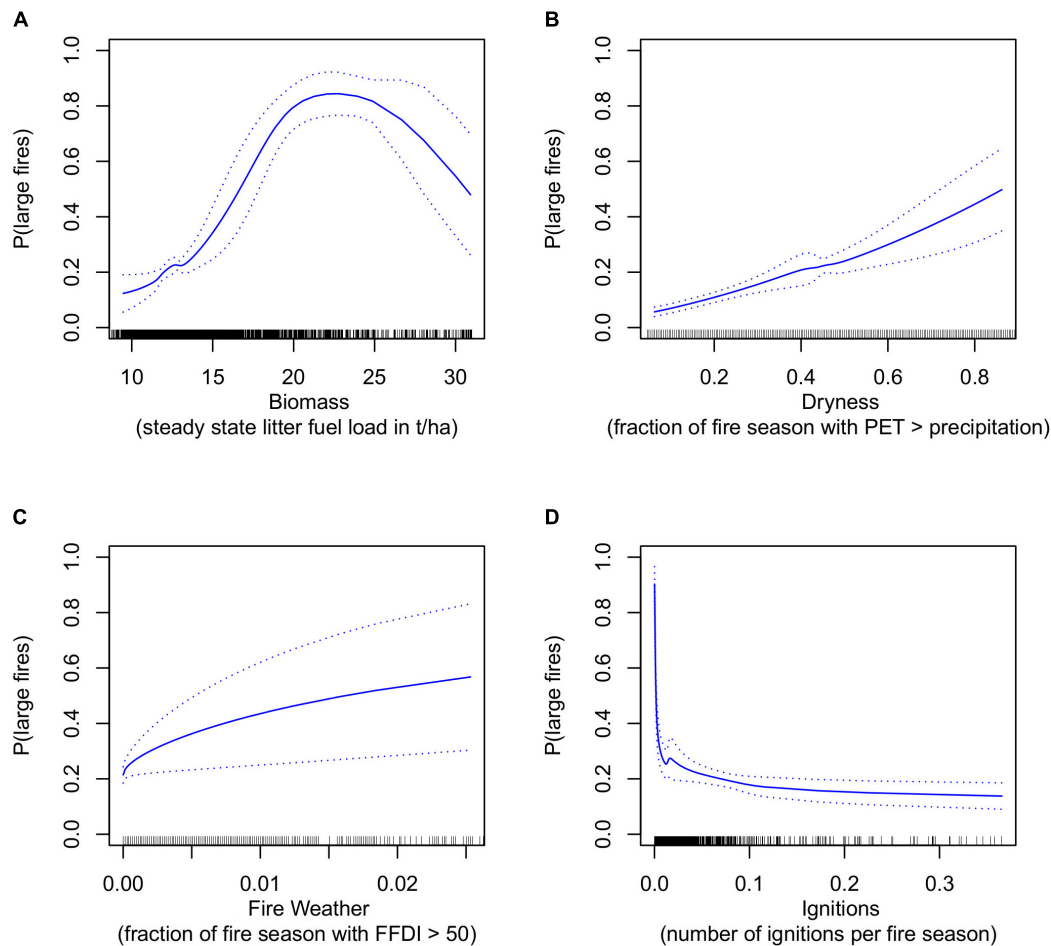 A
P(large fires)
1.0
0.8
0.6
0.4
0.2
0.0
10 15 20 25 30
Biomass
(steady state litter fuel load in t/ha)
B
P(large fires)
1.0
0.8
0.6
0.4
0.2
0.0
0.2 0.4 0.6 0.8
Dryness
(fraction of fire season with PET > precipitation)
C
P(large fires)
1.0
0.8
0.6
0.4
0.2
0.0
0.00 0.01 0.02
Fire Weather
(fraction of fire season with FFDI > 50)
D
P(large fires)
1.0
0.8
0.6
0.4
0.2
0.0
0.0 0.1 0.2 0.3
Ignitions
(number of ignitions per fire season)